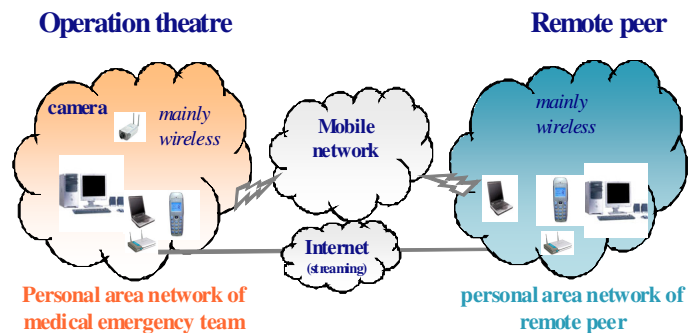 Operation theatre
Remote peer
camera
mainly
wireless
Mobile
network
mainly
wireless
Internet
(streaming)
Personal area network of
medical emergency team
personal area network of
remote peer